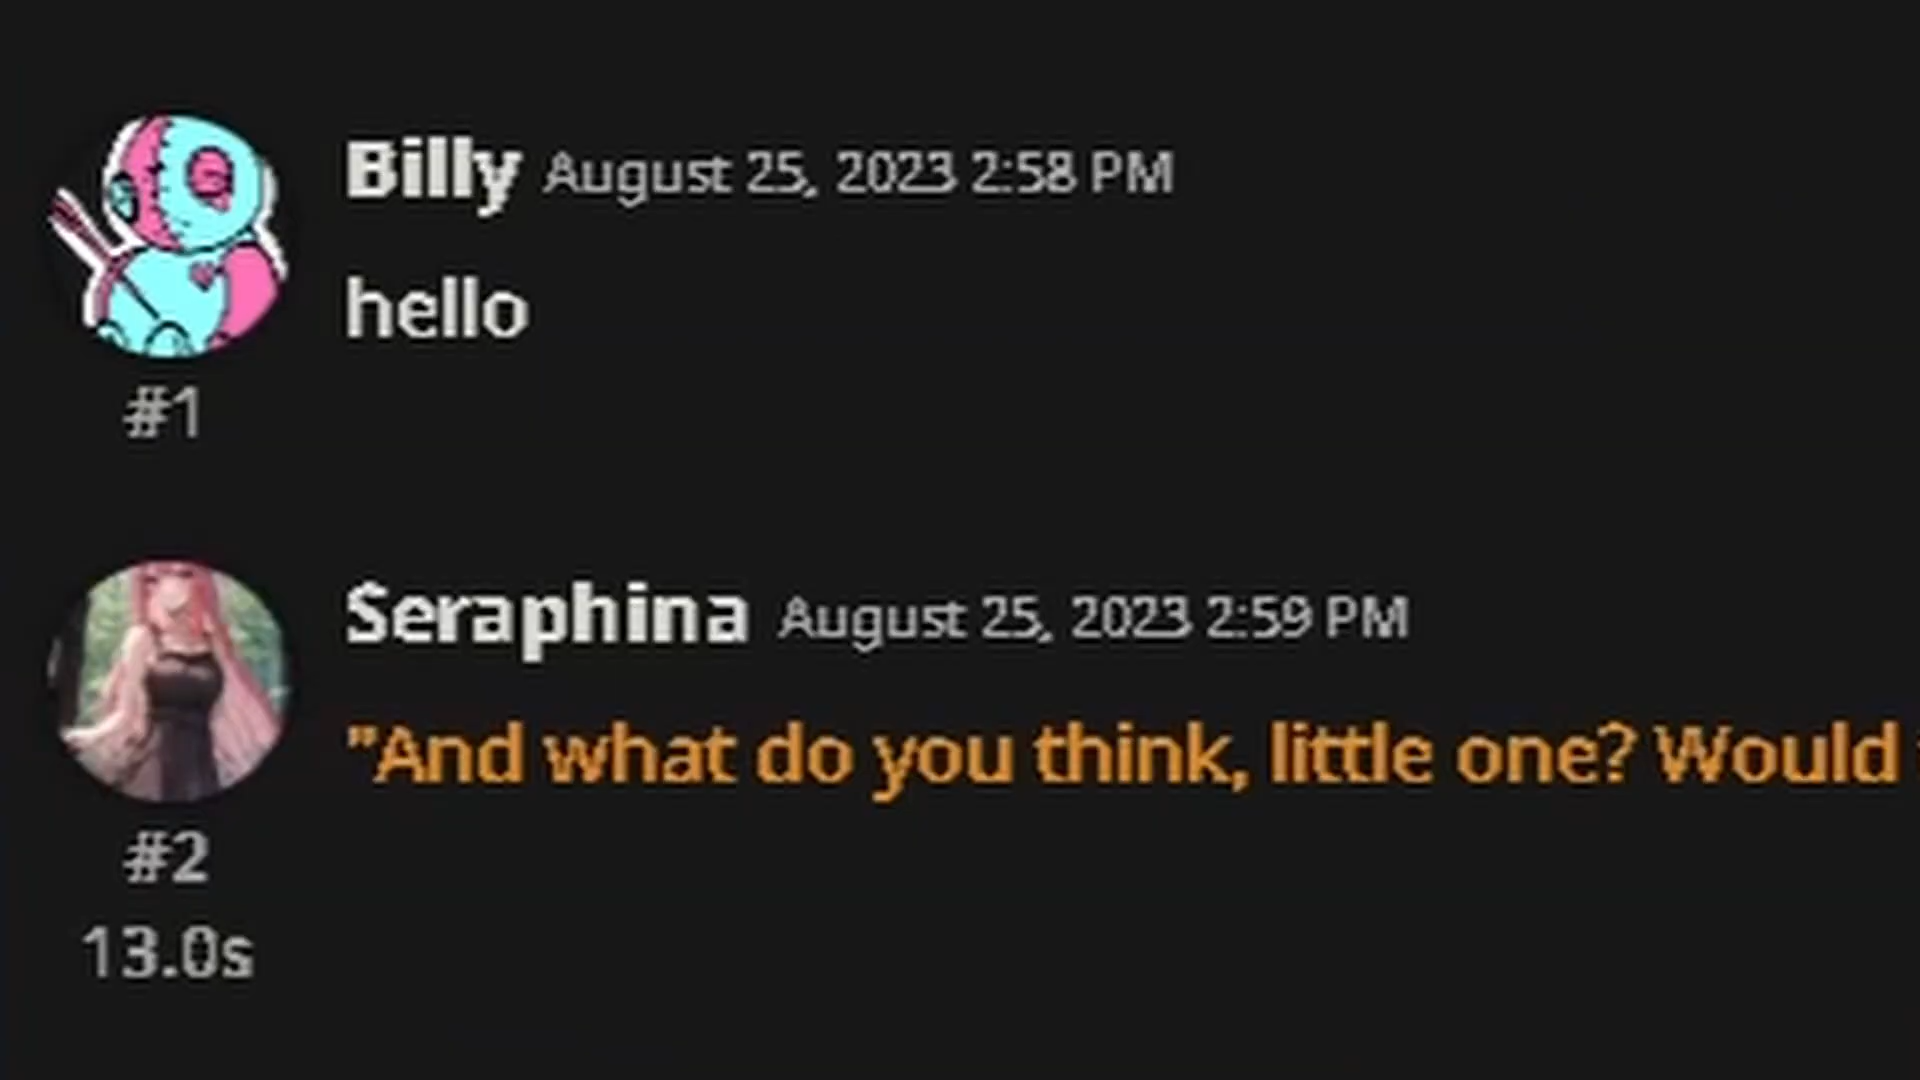 Billy August 25, 2023 2:58 PM
hello
#1
Seraphina August 25, 2023 2:59 PM
"And what do you think, little one? Would
#2
13.0s